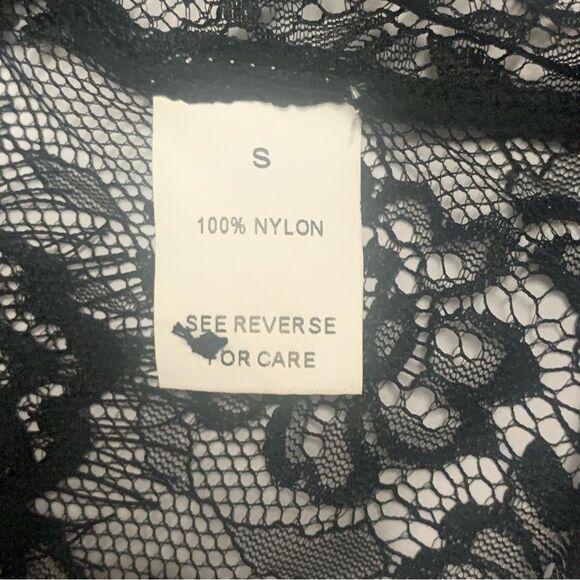 S
100% NYLON
SEE REVERSE
FOR CARE